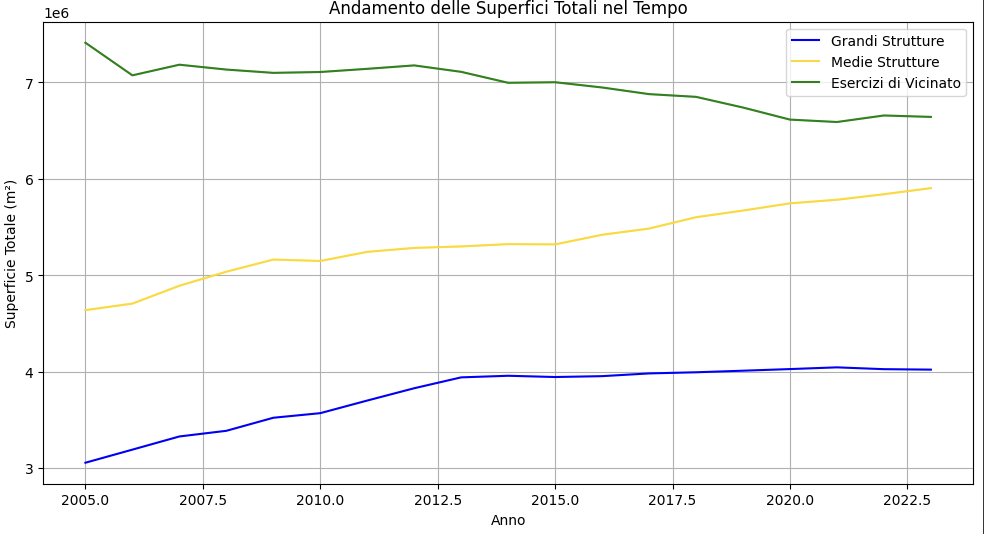 Andamento delle Superfici Totali nel Tempo
1e6
Grandi Strutture
Medie Strutture
Esercizi di Vicinato
7
6
5
4
3
Superficie Totale (m²)
2005.0 2007.5 2010.0 2012.5 2015.0 2017.5 2020.0 2022.5
Anno